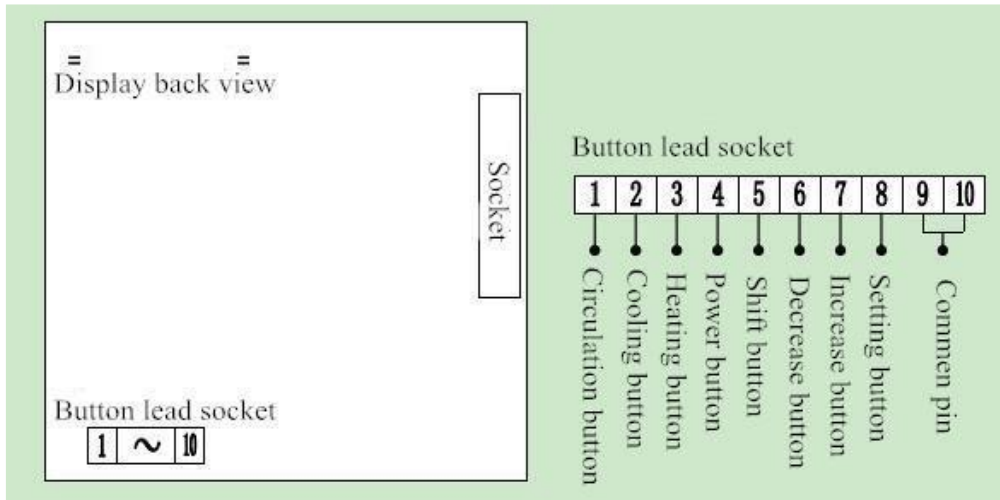 = =
Display back view
Socket
Button lead socket
1 ~ 10
Button lead socket
1 2 3 4 5 6 7 8 9 10
Circulation button
Cooling button
Heating button
Power button
Shift button
Decrease button
Increase button
Setting button
Commen pin